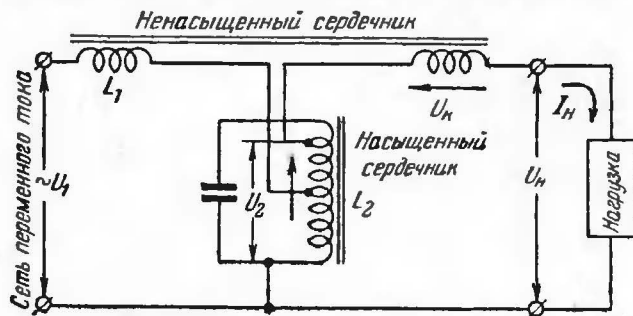 Ненасыщенный сердечник
Сеть переменного тока
~U₁
L₁
U₂
Насыщенный
сердечник
L₂
Uк
Uн
Iн
Нагрузка